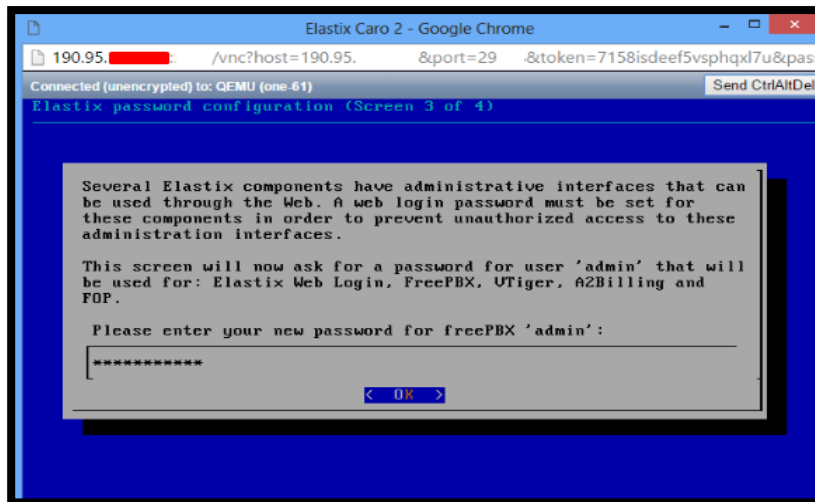 Elastix Caro 2 - Google Chrome
190.95. : /vnc?host=190.95. &port=29 &token=7158isdeef5vsphqxl7u&pas
Connected (unencrypted) to: QEMU (one-61) Send CtrlAltDel
Elastix password configuration (Screen 3 of 4)
Several Elastix components have administrative interfaces that can
be used through the Web. A web login password must be set for
these components in order to prevent unauthorized access to these
administration interfaces.
This screen will now ask for a password for user 'admin' that will
be used for: Elastix Web Login, FreePBX, VTiger, A2Billing and
FOP.
Please enter your new password for freePBX 'admin':
***********
< OK >